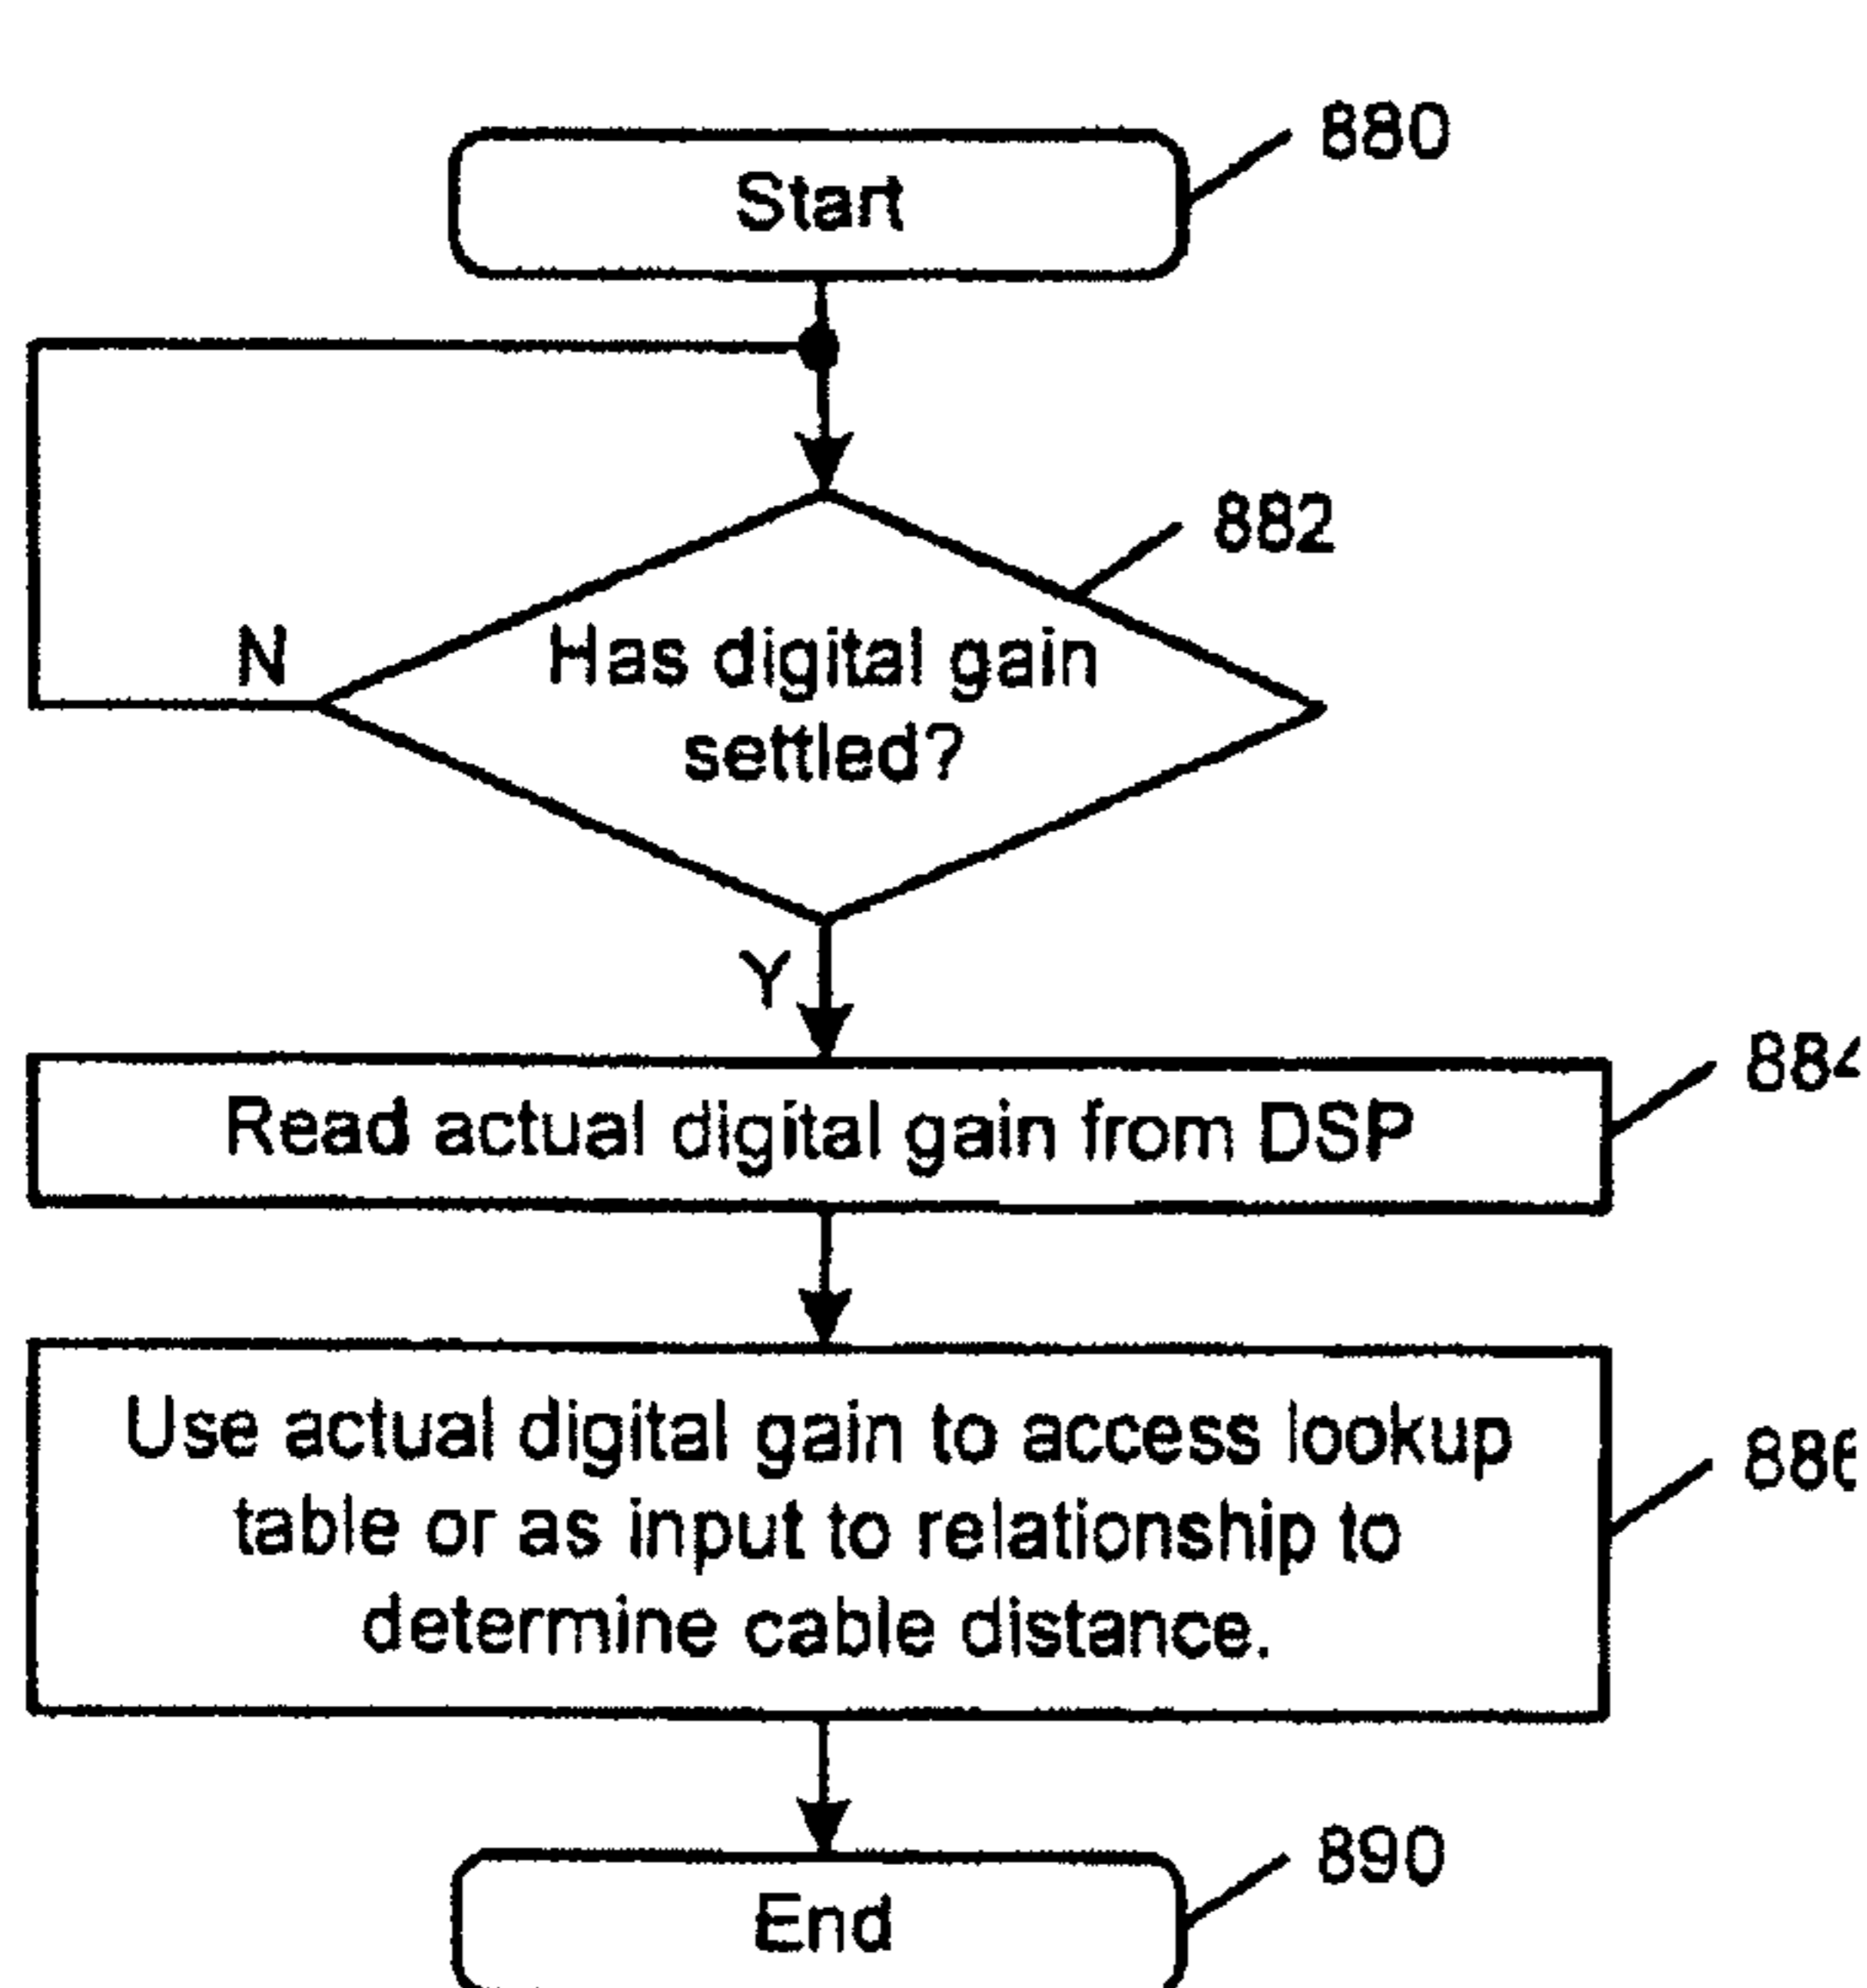 880
Start
882
Has digital gain
settled?
N
Y
884
Read actual digital gain from DSP
Use actual digital gain to access lookup
table or as input to relationship to
determine cable distance.
890
End